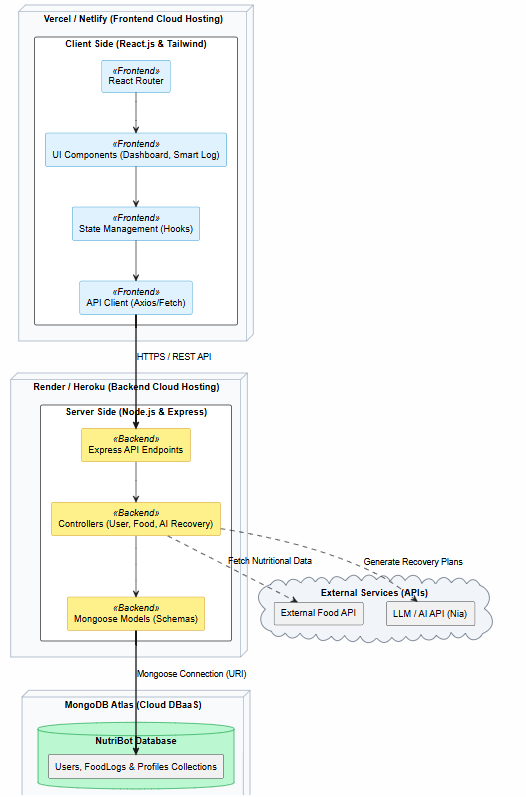 Vercel / Netlify (Frontend Cloud Hosting)
Client Side (React.js & Tailwind)
«Frontend»
React Router
«Frontend»
UI Components (Dashboard, Smart Log)
«Frontend»
State Management (Hooks)
«Frontend»
API Client (Axios/Fetch)
HTTPS / REST API
Render / Heroku (Backend Cloud Hosting)
Server Side (Node.js & Express)
«Backend»
Express API Endpoints
«Backend»
Controllers (User, Food, AI Recovery)
Fetch Nutritional Data
Generate Recovery Plans
External Services (APIs)
External Food API
LLM / AI API (Nia)
«Backend»
Mongoose Models (Schemas)
Mongoose Connection (URI)
MongoDB Atlas (Cloud DBaaS)
NutriBot Database
Users, FoodLogs & Profiles Collections